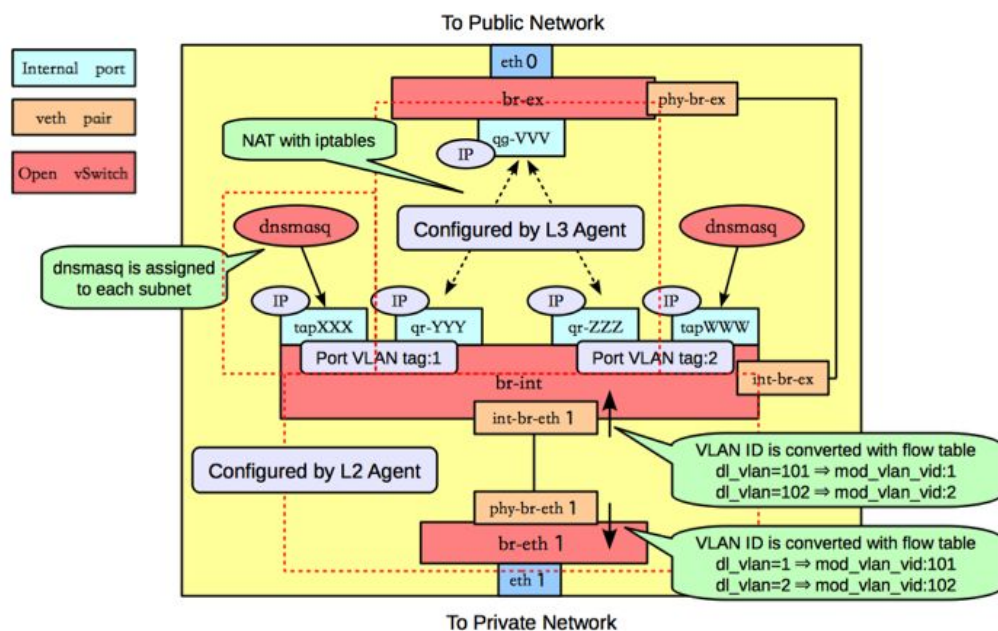 To Public Network
Internal port
veth pair
Open vSwitch
eth 0
br-ex
phy-br-ex
NAT with iptables
qg-VVV
IP
dnsmasq
Configured by L3 Agent
dnsmasq
dnsmasq is assigned
to each subnet
IP
IP
IP
IP
tapXXX
qr-YYY
qr-ZZZ
tapWWW
Port VLAN tag:1
Port VLAN tag:2
br-int
int-br-ex
int-br-eth 1
Configured by L2 Agent
VLAN ID is converted with flow table
dl_vlan=101 ⇒ mod_vlan_vid:1
dl_vlan=102 ⇒ mod_vlan_vid:2
phy-br-eth 1
br-eth 1
VLAN ID is converted with flow table
dl_vlan=1 ⇒ mod_vlan_vid:101
dl_vlan=2 ⇒ mod_vlan_vid:102
eth 1
To Private Network